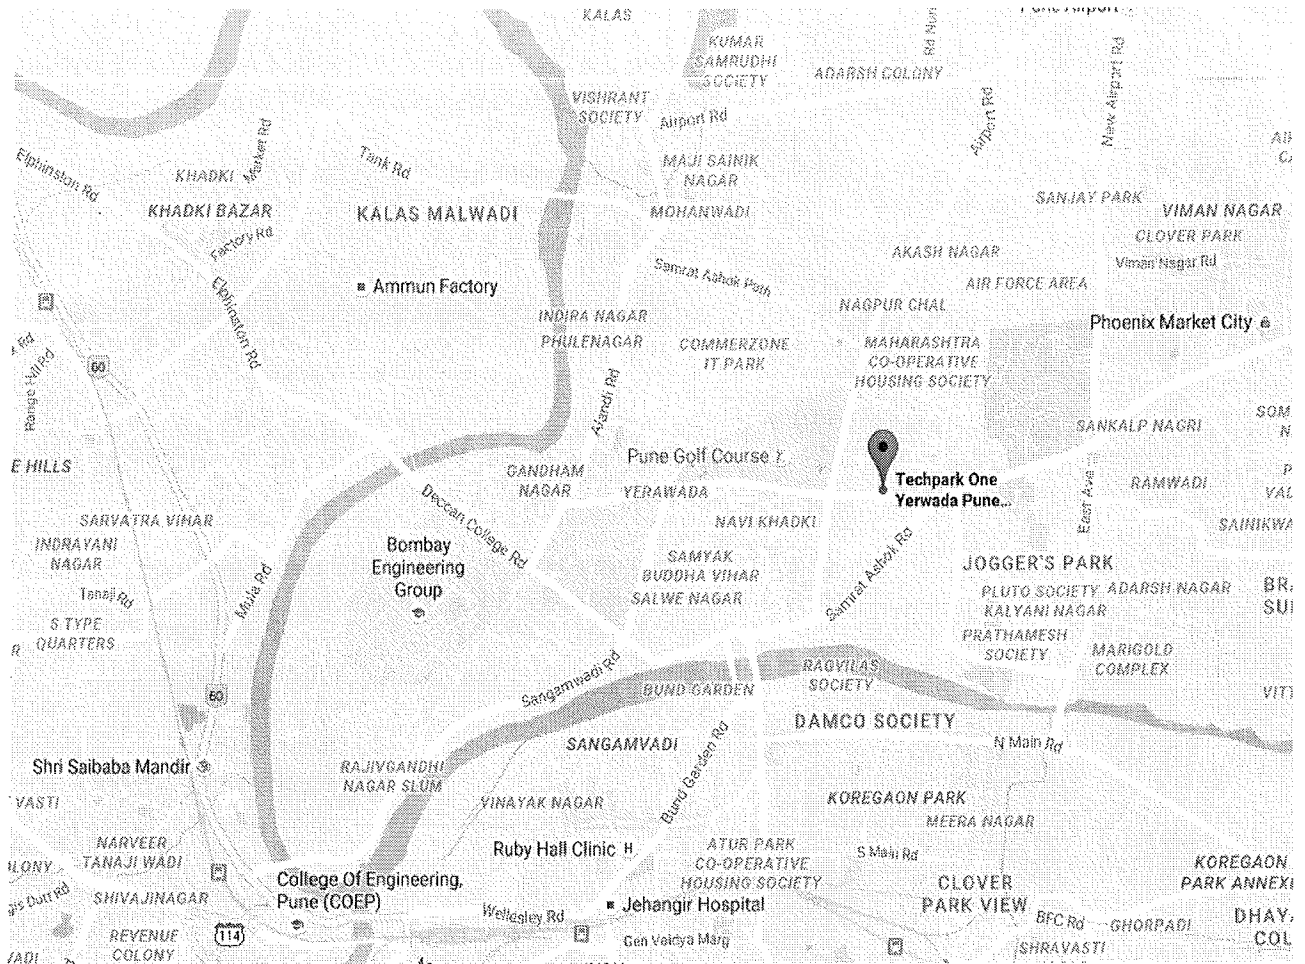 KALAS
KUMAR
SAMRUDHI
SOCIETY
ADARSH COLONY
VISHRANT
SOCIETY
Airport Rd
Airport Rd
New Airport Rd
Market Rd
Elphinston Rd
Tank Rd
KHADKI
MAJI SAINIK
NAGAR
KHADKI BAZAR
KALAS MALWADI
MOHANWADI
SANJAY PARK
VIMAN NAGAR
CLOVER PARK
Factory Rd
AKASH NAGAR
Viman Nagar Rd
Samrat Ashok Path
AIR FORCE AREA
Ammun Factory
NAGPUR CHAL
Elphinston Rd
INDIRA NAGAR
PHULENAGAR
COMMERZONE
IT PARK
MAHARASHTRA
CO-OPERATIVE
HOUSING SOCIETY
Phoenix Market City
60
Range Hill Rd
Alandi Rd
SANKALP NAGRI
E HILLS
Pune Golf Course
GANDHAM
NAGAR
YERAWADA
Techpark One
Yerwada Pune...
RAMWADI
East Ave
SARVATRA VIHAR
Deccan College Rd
NAVI KHADKI
SAINIKWA
INDRAYANI
NAGAR
Bombay
Engineering
Group
SAMYAK
BUDDHA VIHAR
SALWE NAGAR
Samrat Ashok Rd
JOGGER'S PARK
PLUTO SOCIETY
ADARSH NAGAR
KALYANI NAGAR
Tanaji Rd
Mula Rd
S TYPE
QUARTERS
PRATHAMESH
SOCIETY
MARIGOLD
COMPLEX
60
Sangamwadi Rd
BUND GARDEN
RAGVILAS
SOCIETY
DAMCO SOCIETY
SANGAMVADI
N Main Rd
Bund Garden Rd
Shri Saibaba Mandir
RAJIVGANDHI
NAGAR SLUM
VASTI
VINAYAK NAGAR
KOREGAON PARK
MEERA NAGAR
NARVEER
TANAJI WADI
Ruby Hall Clinic H
ATUR PARK
CO-OPERATIVE
HOUSING SOCIETY
S Main Rd
KOREGAON
PARK ANNEXI
College Of Engineering,
Pune (COEP)
CLOVER
PARK VIEW
SHIVAJINAGAR
Wellesley Rd
Jehangir Hospital
BFC Rd
GHORPADI
DHAY
COL
114
REVENUE
COLONY
Gen Vaidya Marg
SHRAVASTI